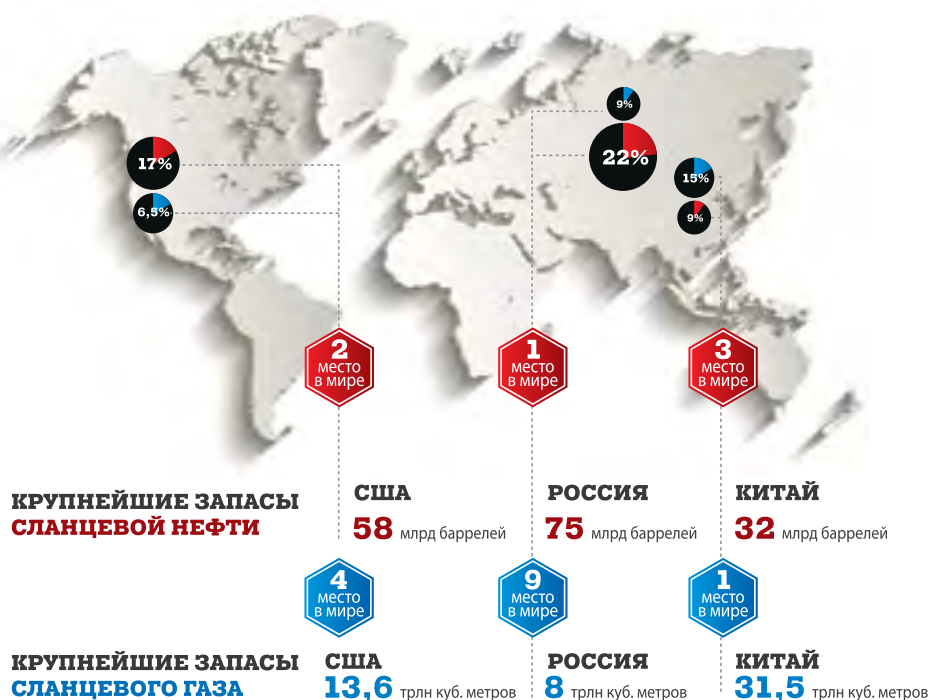 9%
17%
22%
15%
6,5%
9%
2
место
в мире
1
место
в мире
3
место
в мире
КРУПНЕЙШИЕ ЗАПАСЫ
СЛАНЦЕВОЙ НЕФТИ
США
58 млрд баррелей
РОССИЯ
75 млрд баррелей
КИТАЙ
32 млрд баррелей
4
место
в мире
9
место
в мире
1
место
в мире
КРУПНЕЙШИЕ ЗАПАСЫ
СЛАНЦЕВОГО ГАЗА
США
13,6 трлн куб. метров
РОССИЯ
8 трлн куб. метров
КИТАЙ
31,5 трлн куб. метров